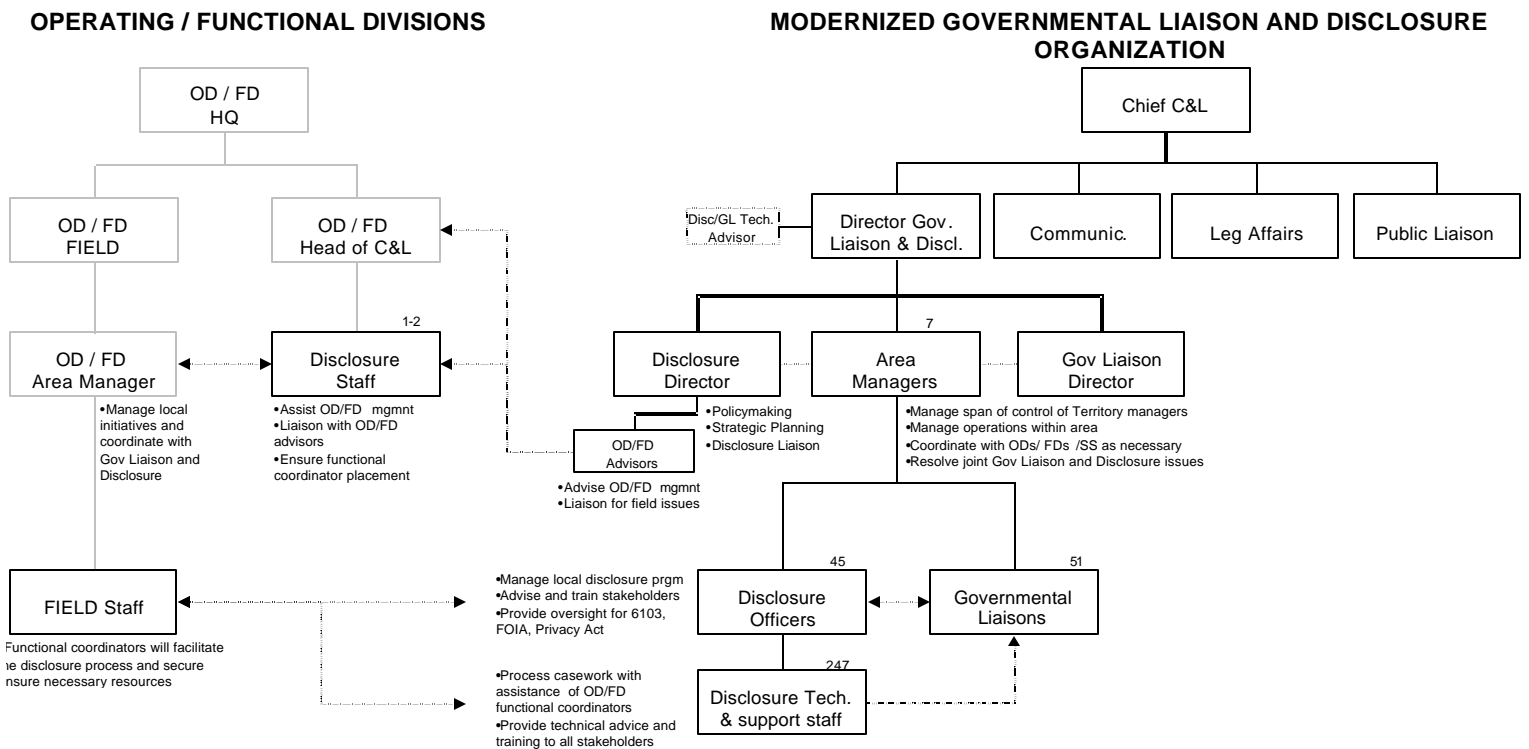 OPERATING / FUNCTIONAL DIVISIONS
MODERNIZED GOVERNMENTAL LIAISON AND DISCLOSURE
ORGANIZATION
OD / FD
HQ
Chief C&L
OD / FD
FIELD
OD / FD
Head of C&L
Disc/GL Tech.
Advisor
Director Gov.
Liaison & Discl.
Communic.
Leg Affairs
Public Liaison
OD / FD
Area Manager
•Manage local
initiatives and
coordinate with
Gov Liaison and
Disclosure
1-2
Disclosure
Staff
•Assist OD/FD mgmnt
•Liaison with OD/FD
advisors
•Ensure functional
coordinator placement
Disclosure
Director
•Policymaking
•Strategic Planning
•Disclosure Liaison
7
Area
Managers
•Manage span of control of Territory managers
•Manage operations within area
•Coordinate with ODs/ FDs /SS as necessary
•Resolve joint Gov Liaison and Disclosure issues
Gov Liaison
Director
OD/FD
Advisors
•Advise OD/FD mgmnt
•Liaison for field issues
FIELD Staff
Functional coordinators will facilitate
he disclosure process and secure
nsure necessary resources
•Manage local disclosure prgm
•Advise and train stakeholders
•Provide oversight for 6103,
FOIA, Privacy Act
45
Disclosure
Officers
51
Governmental
Liaisons
•Process casework with
assistance of OD/FD
functional coordinators
•Provide technical advice and
training to all stakeholders
247
Disclosure Tech.
& support staff